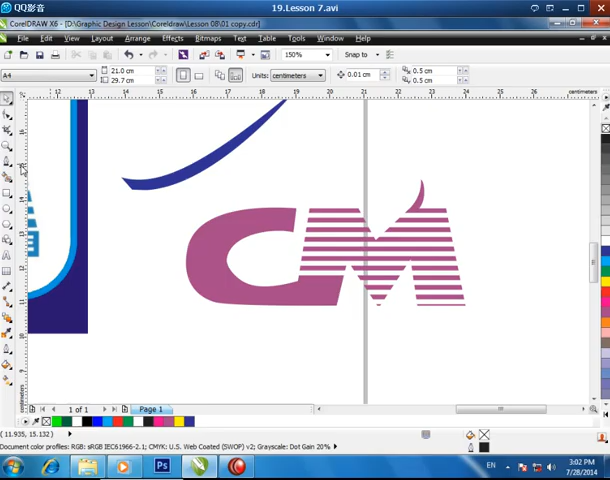 QQ影音
19.Lesson 7.avi
CorelDRAW X6 - [D:\Graphic Design Lesson\Coreldraw\Lesson 08\01 copy.cdr]
File Edit View Layout Arrange Effects Bitmaps Text Table Tools Window Help
150% Snap to
A4 21.0 cm 29.7 cm Units: centimeters 0.01 cm 0.5 cm 0.5 cm
12 13 14 15 16 17 18 19 20 21 22 23 24 25 26 centimeters
GM
1 of 1 Page 1
(11.935, 15.132)
Document color profiles: RGB: sRGB IEC61966-2.1; CMYK: U.S. Web Coated (SWOP) v2; Grayscale: Dot Gain 20%
Ps
EN
3:02 PM
7/28/2014